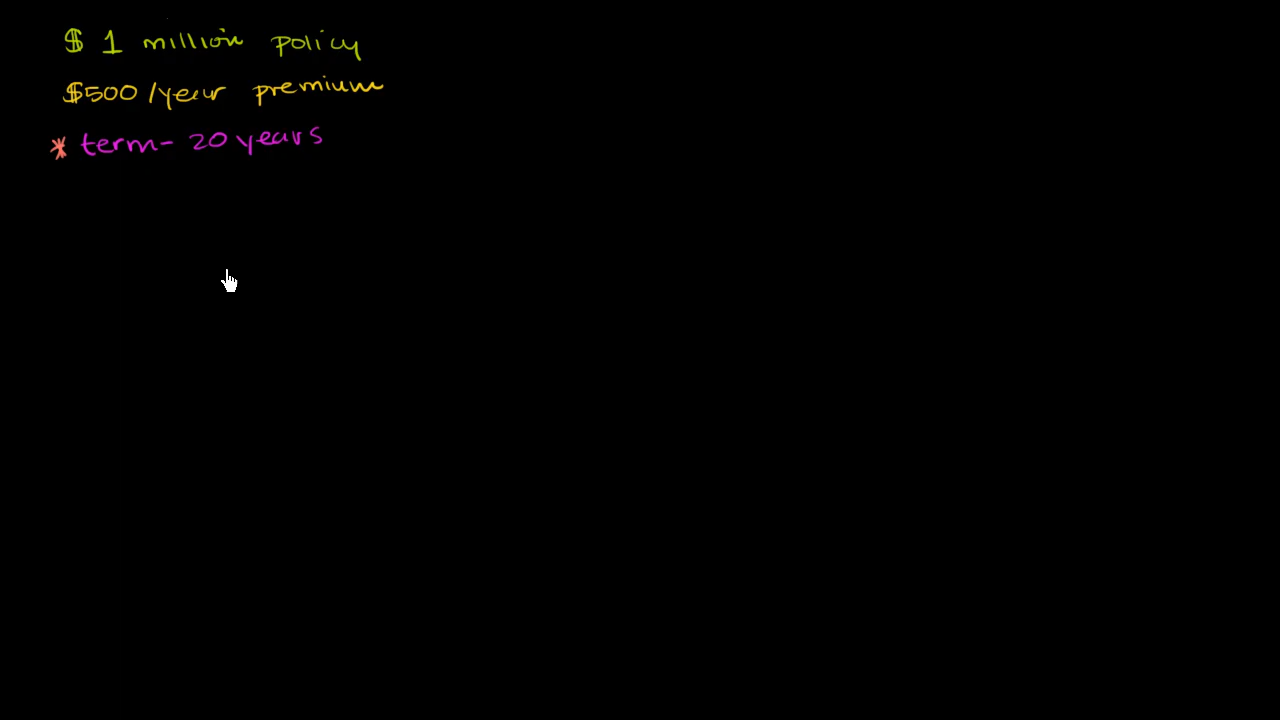 $ 1 million policy
$500 /year premium
* term- 20 years